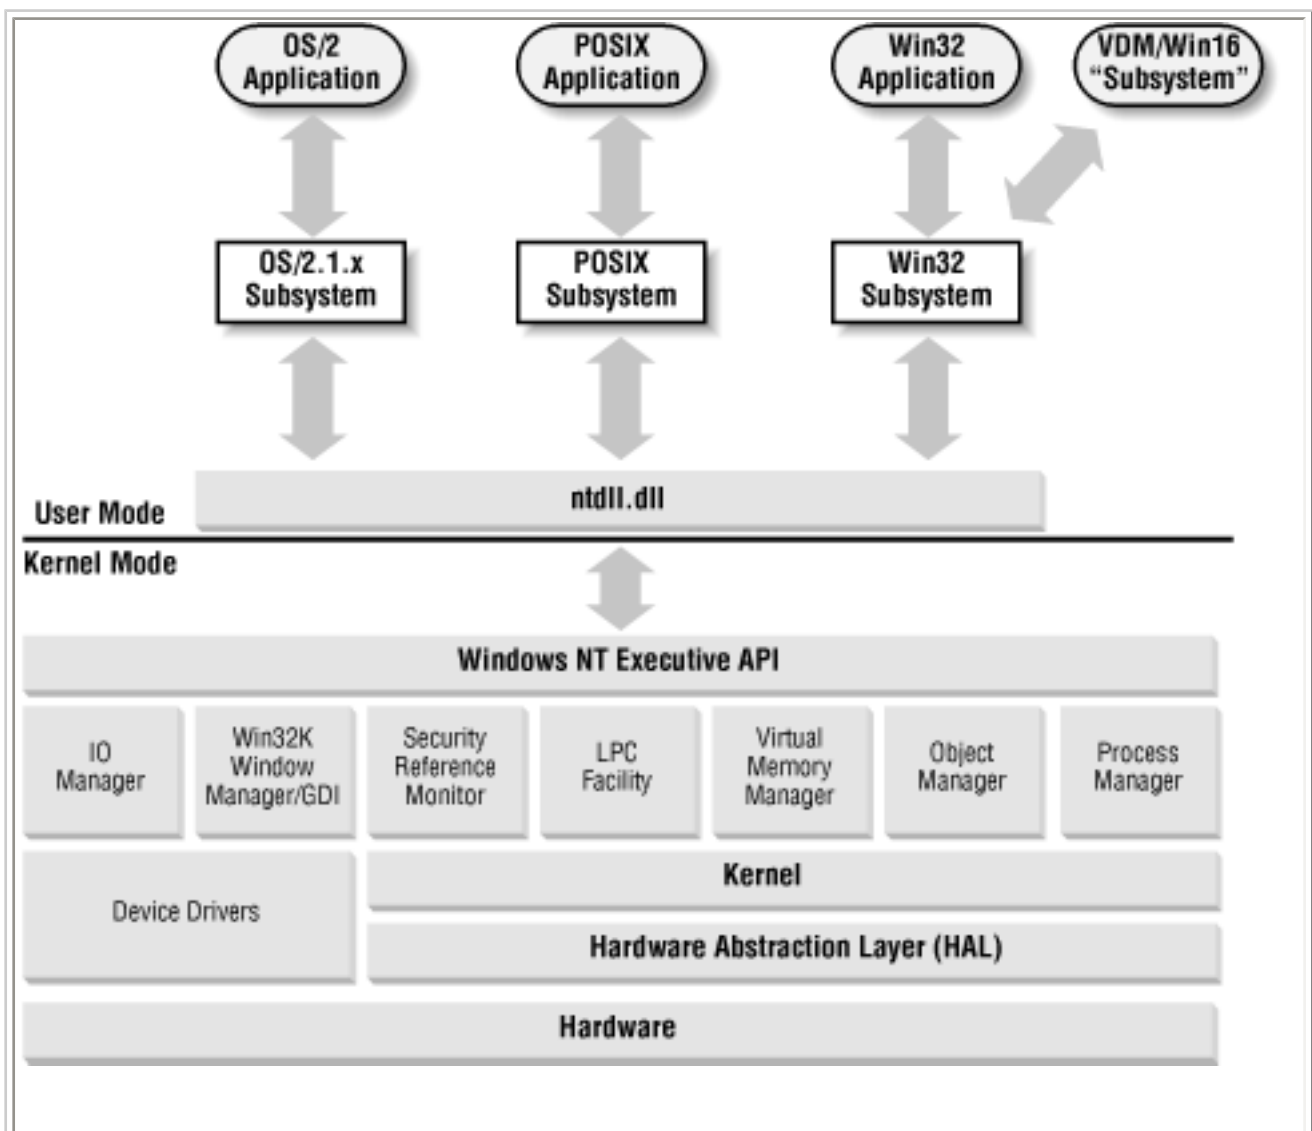 OS/2
Application
POSIX
Application
Win32
Application
VDM/Win16
“Subsystem”
OS/2.1.x
Subsystem
POSIX
Subsystem
Win32
Subsystem
ntdll.dll
User Mode
Kernel Mode
Windows NT Executive API
IO
Manager
Win32K
Window
Manager/GDI
Security
Reference
Monitor
LPC
Facility
Virtual
Memory
Manager
Object
Manager
Process
Manager
Device Drivers
Kernel
Hardware Abstraction Layer (HAL)
Hardware